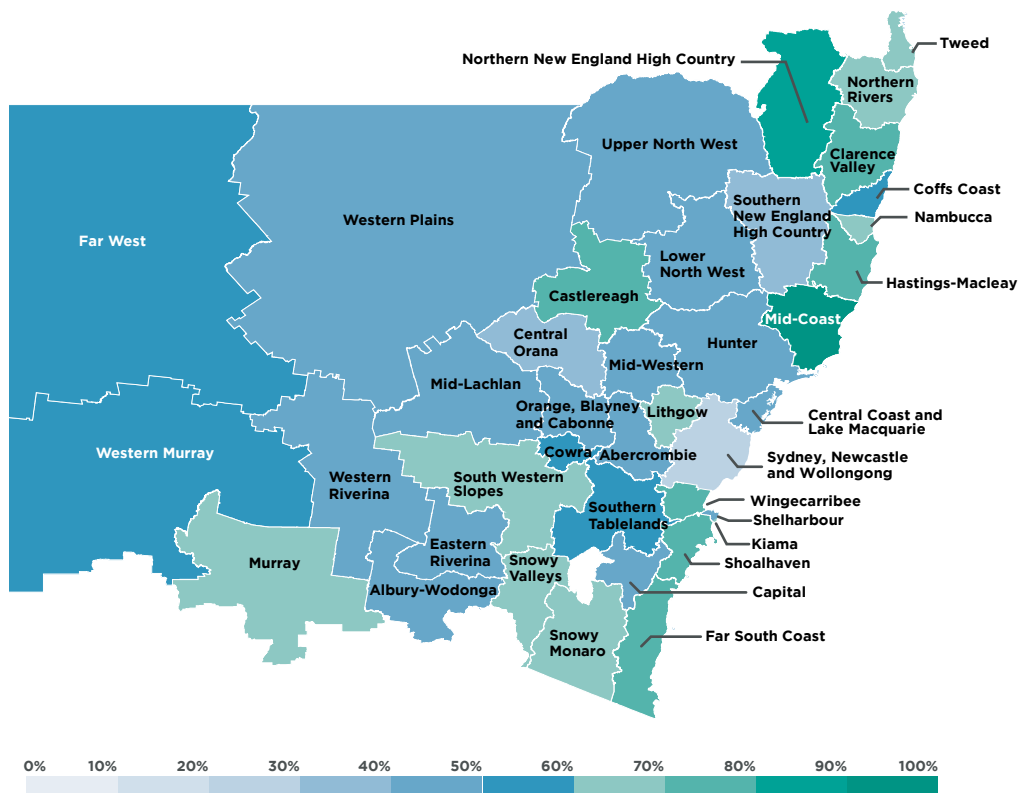 Tweed
Northern New England High Country
Northern
Rivers
Upper North West
Clarence
Valley
Coffs Coast
Southern
New England
High Country
Nambucca
Western Plains
Far West
Lower
North West
Hastings-Macleay
Castlereagh
Mid-Coast
Central
Orana
Hunter
Mid-Western
Mid-Lachlan
Orange, Blayney
and Cabonne
Lithgow
Central Coast and
Lake Macquarie
Western Murray
Cowra
Abercrombie
Sydney, Newcastle
and Wollongong
Western
Riverina
South Western
Slopes
Wingecarribee
Southern
Tablelands
Shelharbour
Kiama
Eastern
Riverina
Snowy
Valleys
Murray
Shoalhaven
Albury-Wodonga
Capital
Snowy
Monaro
Far South Coast
0% 10% 20% 30% 40% 50% 60% 70% 80% 90% 100%